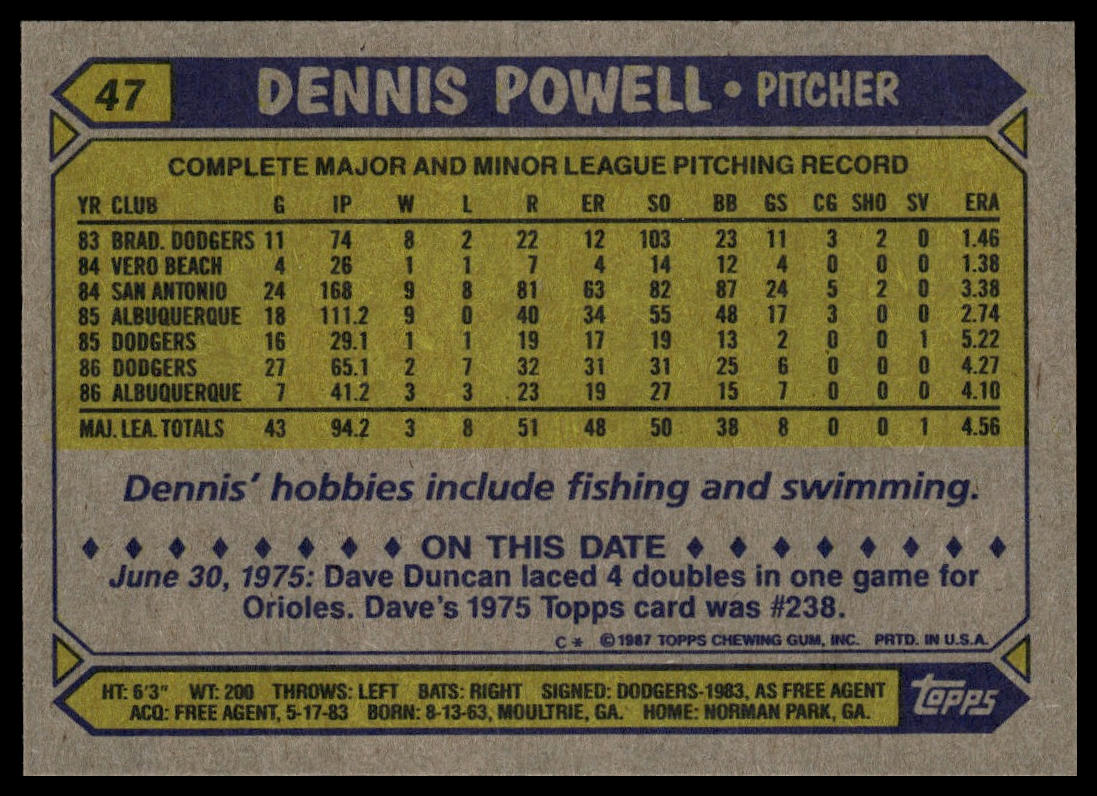 47 DENNIS POWELL • PITCHER
COMPLETE MAJOR AND MINOR LEAGUE PITCHING RECORD
YR CLUB G IP W L R ER SO BB GS CG SHO SV ERA
83 BRAD. DODGERS 11 74 8 2 22 12 103 23 11 3 2 0 1.46
84 VERO BEACH 4 26 1 1 7 4 14 12 4 0 0 0 1.38
84 SAN ANTONIO 24 168 9 8 81 63 82 87 24 5 2 0 3.38
85 ALBUQUERQUE 18 111.2 9 0 40 34 55 48 17 3 0 0 2.74
85 DODGERS 16 29.1 1 1 19 17 19 13 2 0 0 1 5.22
86 DODGERS 27 65.1 2 7 32 31 31 25 6 0 0 0 4.27
86 ALBUQUERQUE 7 41.2 3 3 23 19 27 15 7 0 0 0 4.10
MAJ. LEA. TOTALS 43 94.2 3 8 51 48 50 38 8 0 0 1 4.56
Dennis' hobbies include fishing and swimming.
♦ ♦ ♦ ♦ ♦ ♦ ♦ ♦ ON THIS DATE ♦ ♦ ♦ ♦ ♦ ♦ ♦ ♦
June 30, 1975: Dave Duncan laced 4 doubles in one game for
Orioles. Dave's 1975 Topps card was #238.
C* ©1987 TOPPS CHEWING GUM, INC. PRTD. IN U.S.A.
HT: 6'3" WT: 200 THROWS: LEFT BATS: RIGHT SIGNED: DODGERS-1983, AS FREE AGENT
ACQ: FREE AGENT, 5-17-83 BORN: 8-13-63, MOULTRIE, GA. HOME: NORMAN PARK, GA.
TOPPS